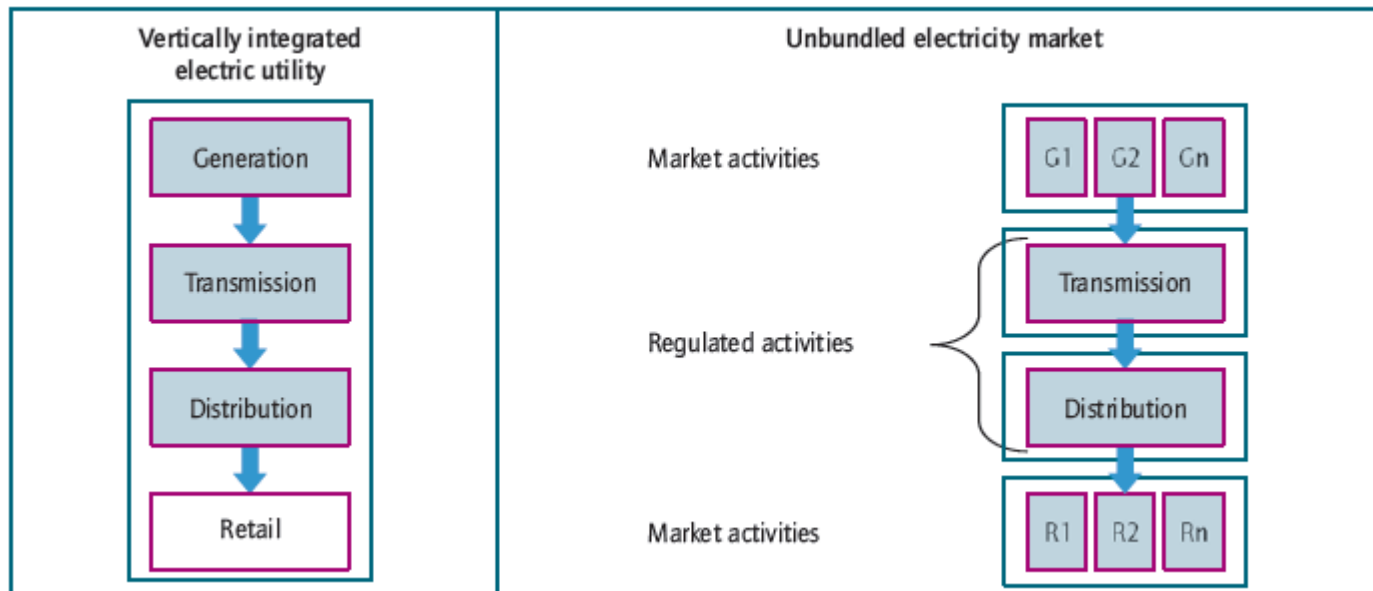 Vertically integrated
electric utility
Generation
Transmission
Distribution
Retail
Unbundled electricity market
Market activities
G1 G2 Gn
Transmission
Regulated activities
Distribution
Market activities
R1 R2 Rn